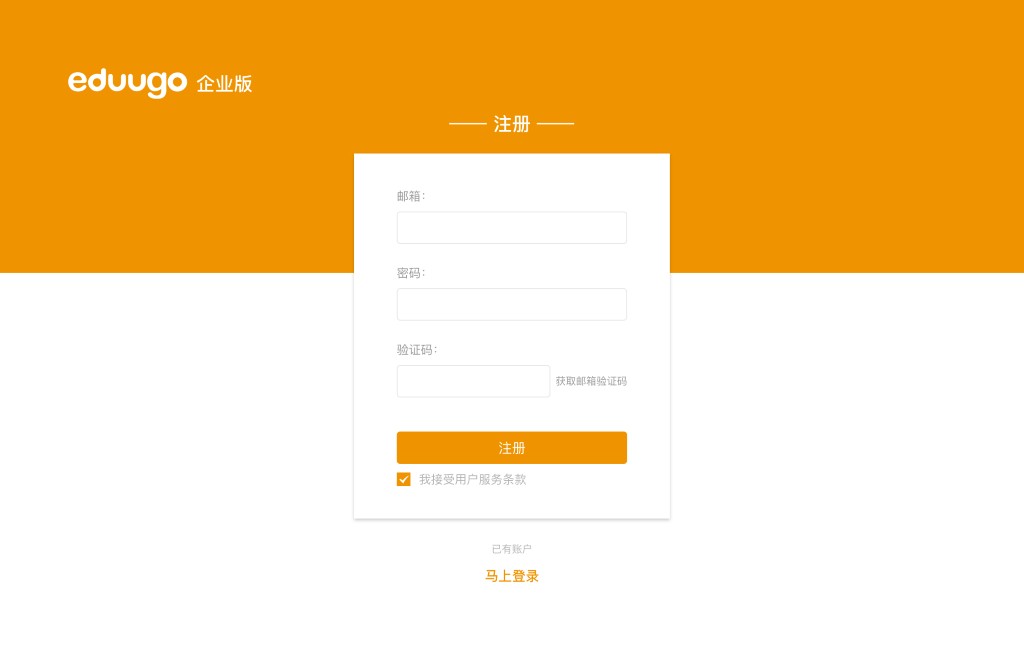 eduugo 企业版
注册
邮箱：
密码：
验证码：
获取邮箱验证码
注册
我接受用户服务条款
已有账户
马上登录